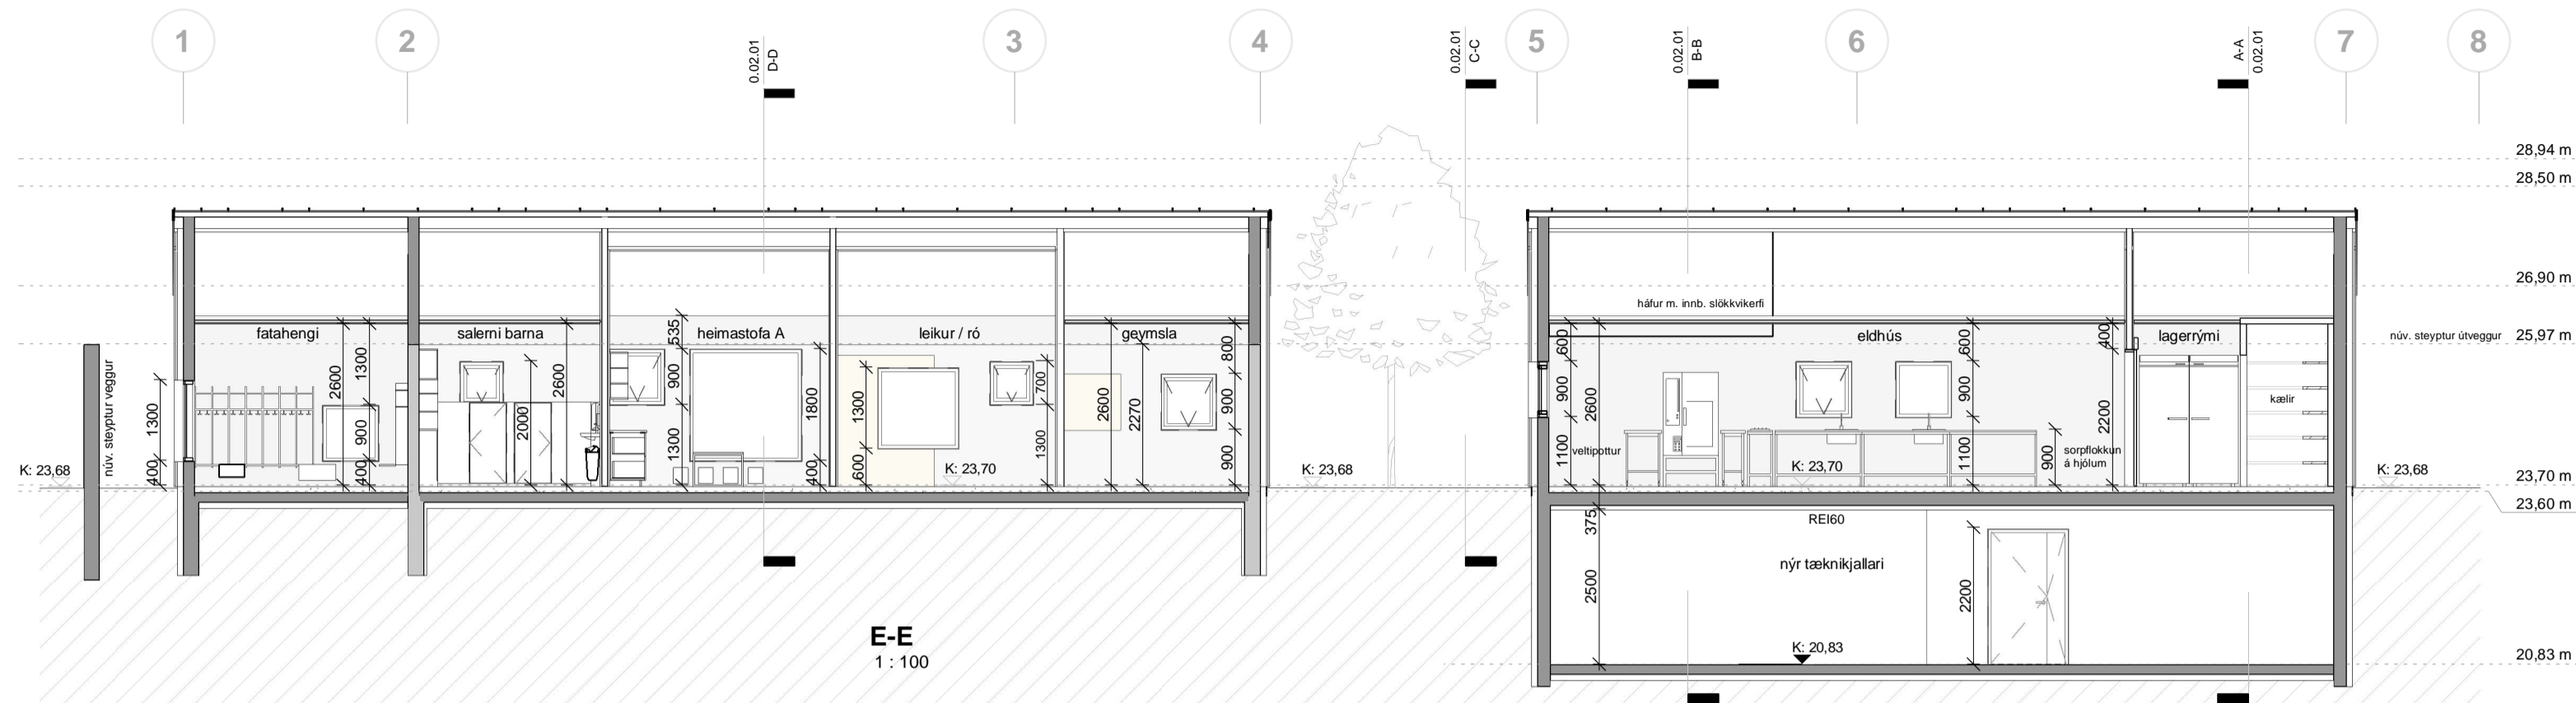 1
2
3
4
5
6
7
8
0.02.01
D-D
0.02.01
C-C
0.02.01
B-B
A-A
0.02.01
28,94 m
28,50 m
26,90 m
25,97 m
23,70 m
23,60 m
20,83 m
háfur m. innb. slökkvikerfi
fatahengi
salerni barna
heimastofa A
leikur / ró
geymsla
eldhús
lagerrými
núv. steyptur útveggur
núv. steyptur veggur
K: 23,68
1300
400
2600
1300
900
400
2000
2600
535
900
1300
1800
400
1300
600
K: 23,70
700
1300
2600
2270
800
900
900
K: 23,68
600
900
1100
2600
veltipottur
K: 23,70
600
900
1100
900
sorpflokkun
á hjólum
400
2200
kælir
K: 23,68
375
2500
REI60
nýr tæknikjallari
2200
K: 20,83
E-E
1 : 100